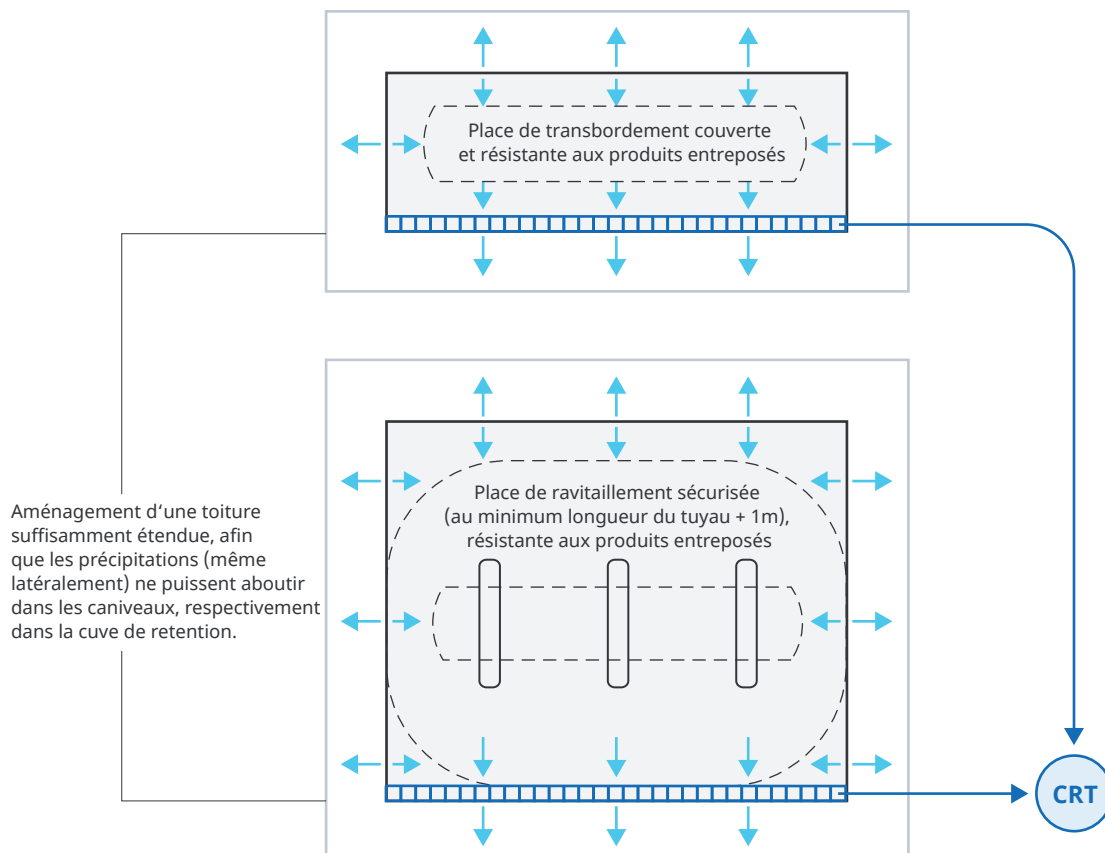 Place de transbordement couverte
et résistante aux produits entreposés
Place de ravitaillement sécurisée
(au minimum longueur du tuyau + 1m),
résistante aux produits entreposés
Aménagement d‘une toiture
suffisamment étendue, afin
que les précipitations (même
latéralement) ne puissent aboutir
dans les caniveaux, respectivement
dans la cuve de retention.
CRT